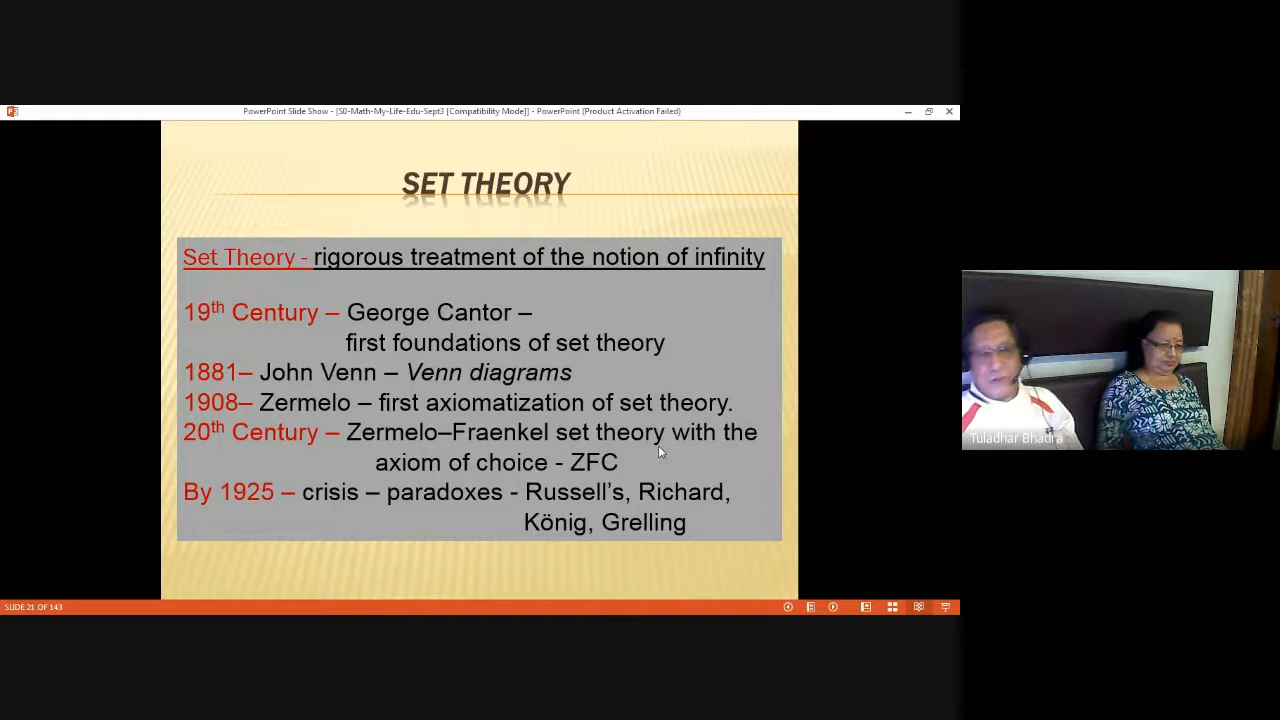 PowerPoint Slide Show - [S0-Math-My-Life-Edu-Sept3 [Compatibility Mode]] - PowerPoint (Product Activation Failed)
SET THEORY
Set Theory - rigorous treatment of the notion of infinity
19th Century – George Cantor –
first foundations of set theory
1881– John Venn – Venn diagrams
1908– Zermelo – first axiomatization of set theory.
20th Century – Zermelo–Fraenkel set theory with the
axiom of choice - ZFC
By 1925 – crisis – paradoxes - Russell's, Richard,
König, Grelling
Tuladhar Bhadra
SLIDE 21 OF 143